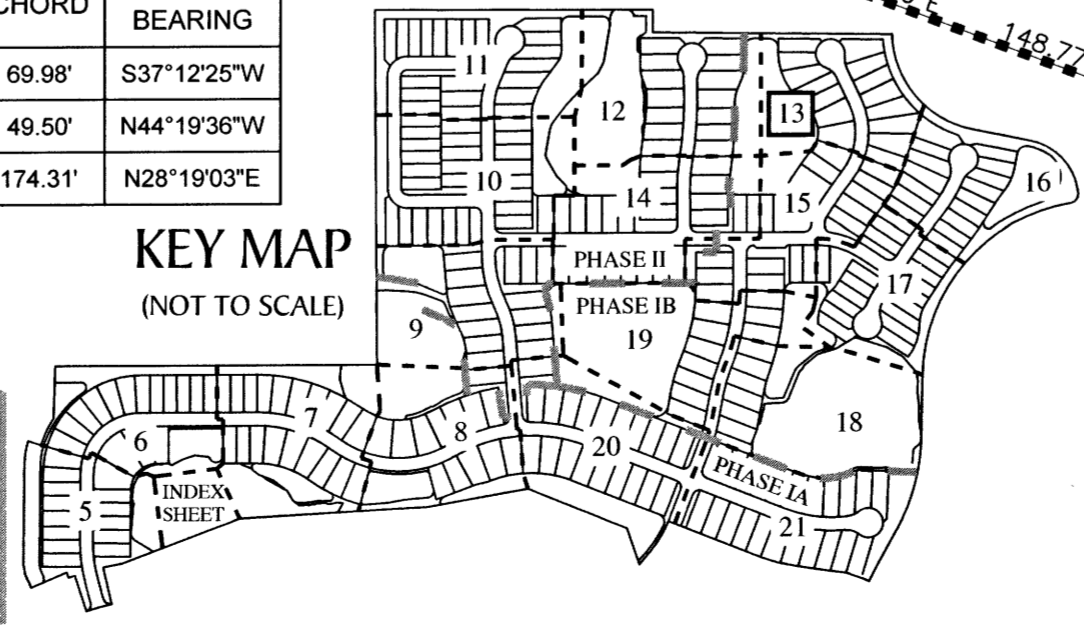 CHORD
BEARING
69.98' S37°12'25"W
49.50' N44°19'36"W
174.31' N28°19'03"E
148.77
E
KEY MAP
(NOT TO SCALE)
11
12
13
10
14
15
16
PHASE II
17
PHASE IB
9
19
7
8
20
18
6
PHASE IA
INDEX
SHEET
5
21